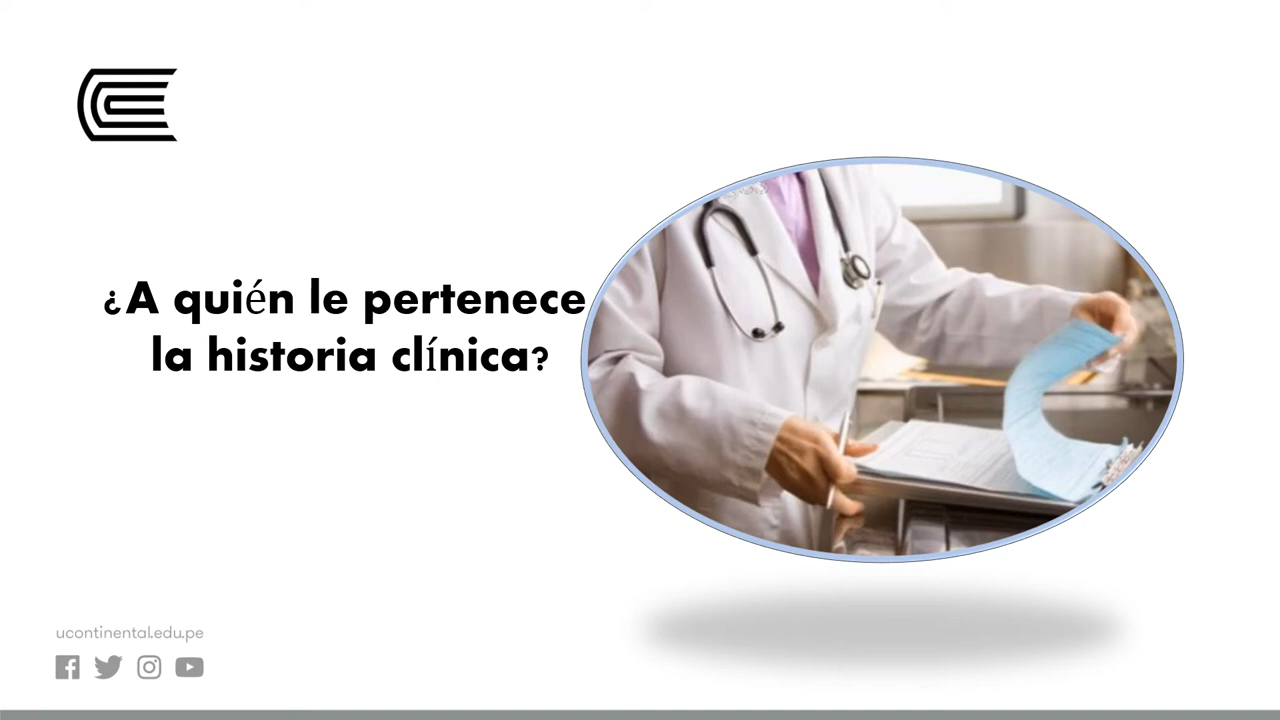 ¿A quién le pertenece
la historia clínica?
ucontinental.edu.pe